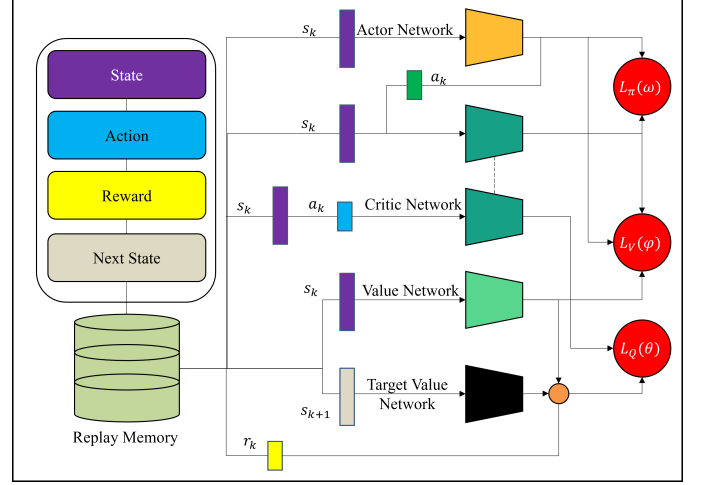 State
Action
Reward
Next State
Replay Memory
s_k
Actor Network
a_k
L_π(ω)
s_k
s_k
a_k
Critic Network
L_V(φ)
s_k
Value Network
L_Q(θ)
s_{k+1}
Target Value
Network
r_k